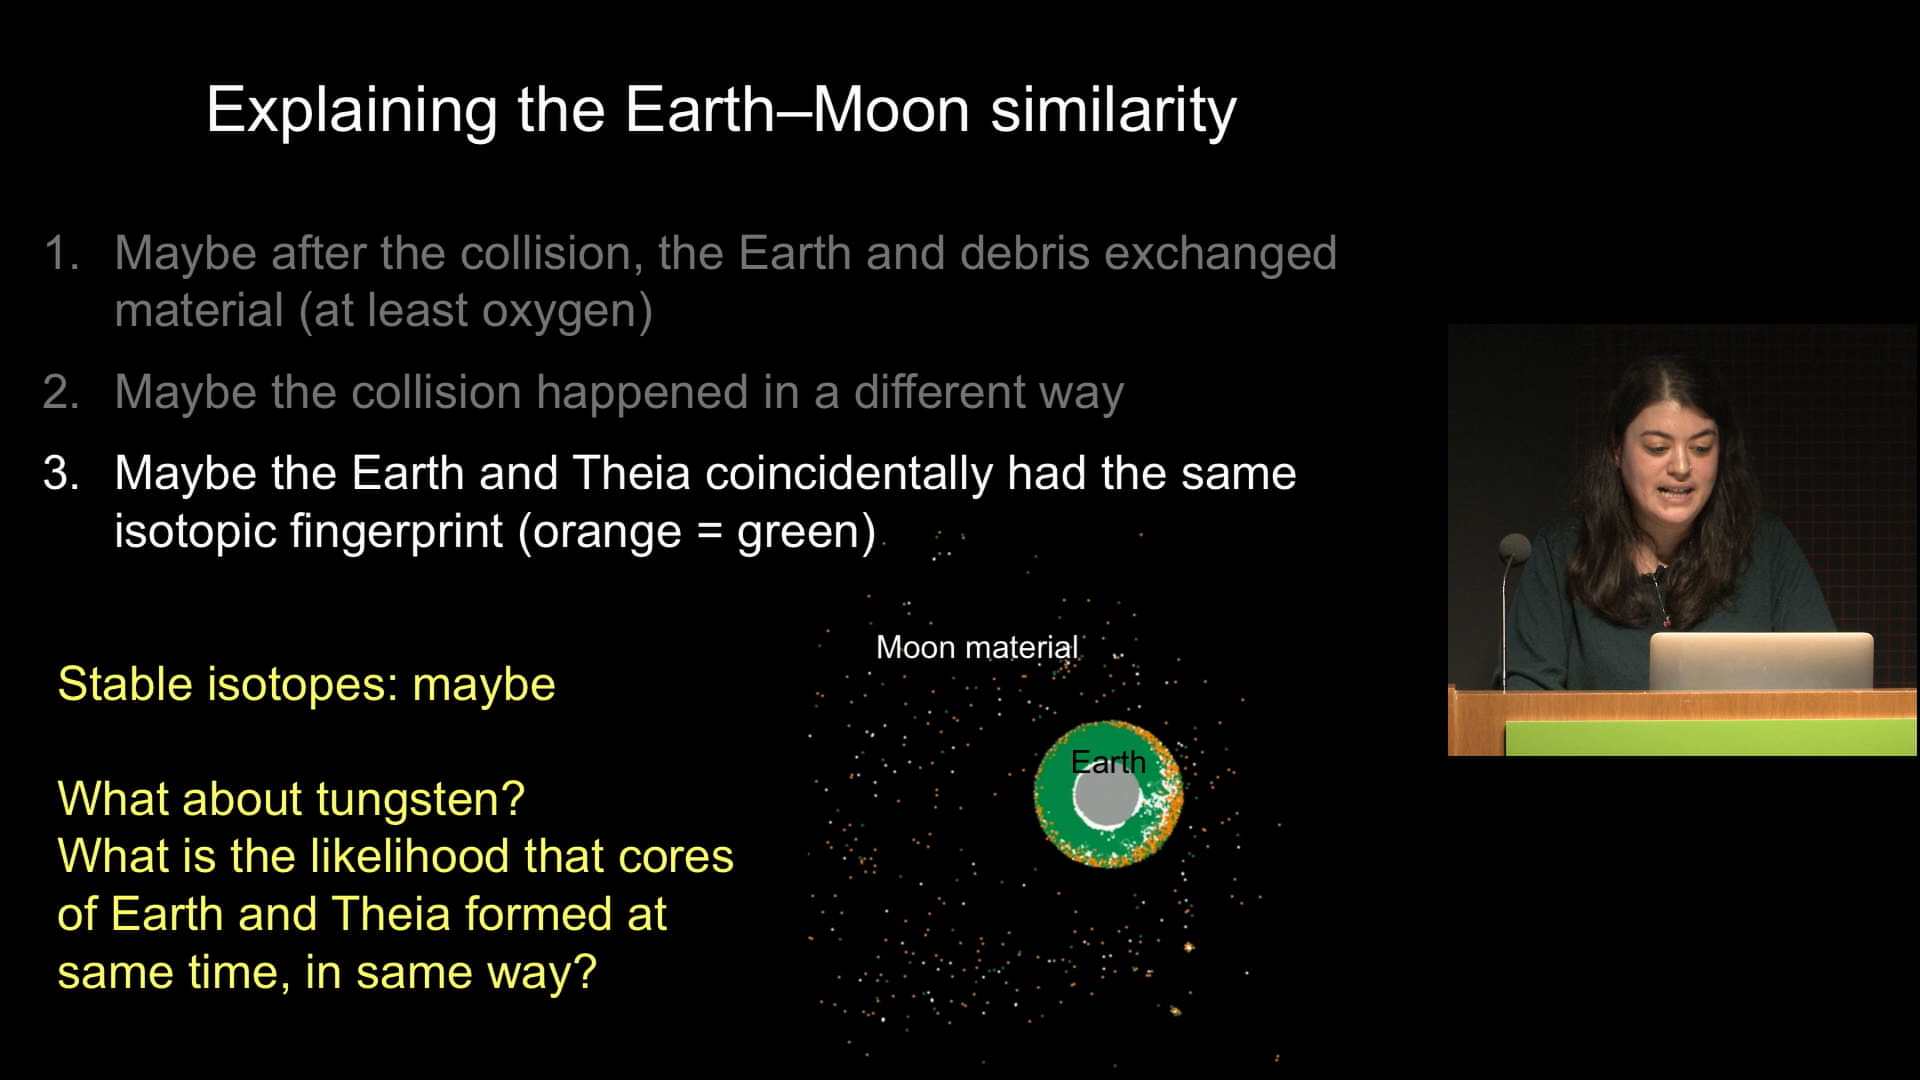 Explaining the Earth–Moon similarity
1. Maybe after the collision, the Earth and debris exchanged
material (at least oxygen)
2. Maybe the collision happened in a different way
3. Maybe the Earth and Theia coincidentally had the same
isotopic fingerprint (orange = green)
Moon material
Earth
Stable isotopes: maybe
What about tungsten?
What is the likelihood that cores
of Earth and Theia formed at
same time, in same way?